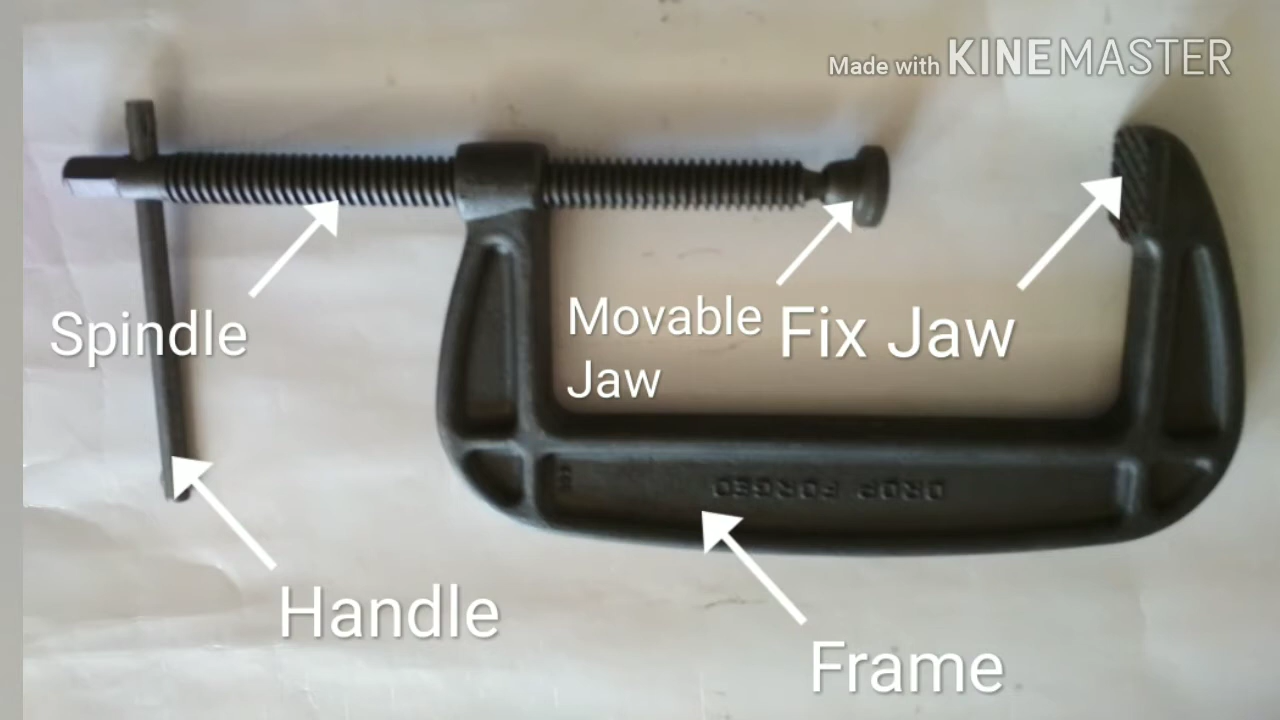 Made with KINEMASTER
Spindle
Movable
Jaw
Fix Jaw
DROP FORGED
Handle
Frame